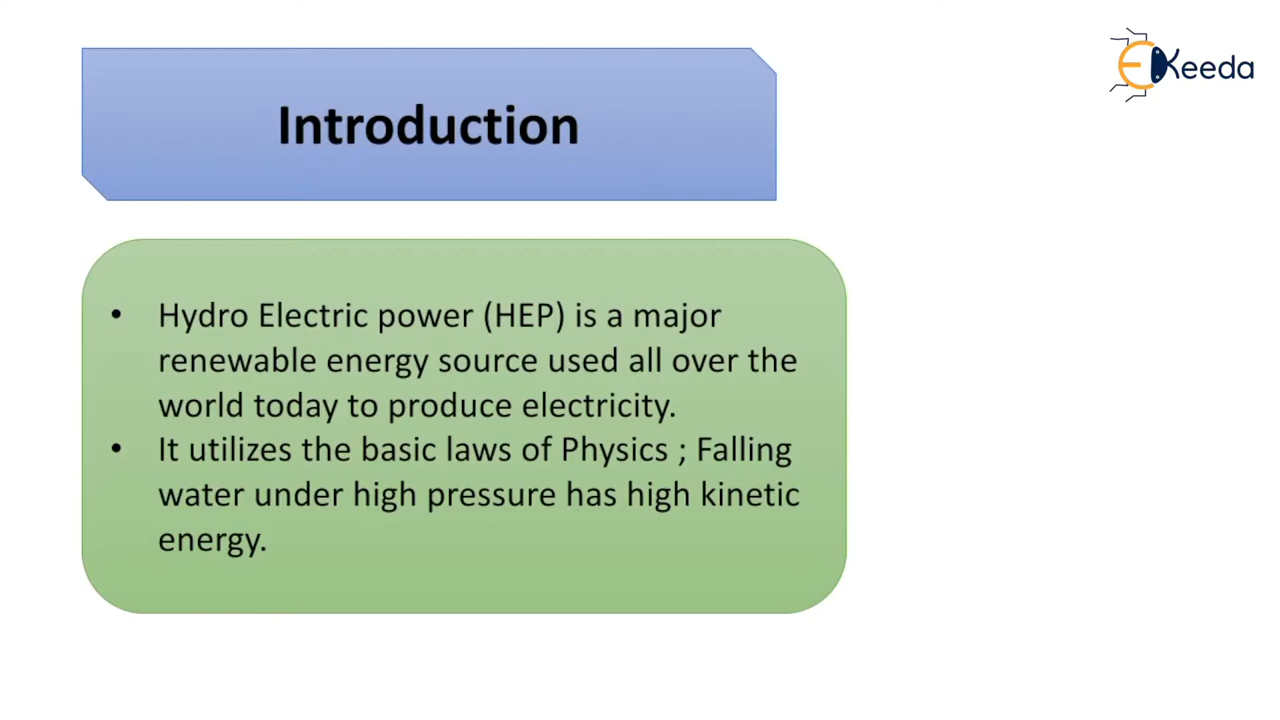 EKeeda
Introduction
• Hydro Electric power (HEP) is a major
renewable energy source used all over the
world today to produce electricity.
• It utilizes the basic laws of Physics ; Falling
water under high pressure has high kinetic
energy.